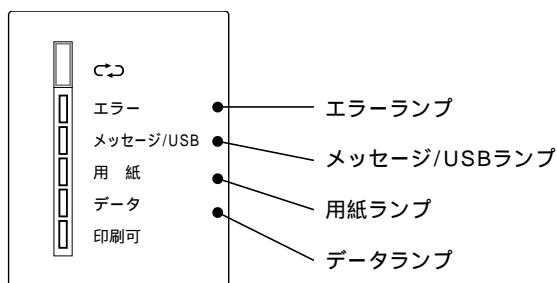 エラー
メッセージ/USB
用　紙
データ
印刷可
エラーランプ
メッセージ/USBランプ
用紙ランプ
データランプ